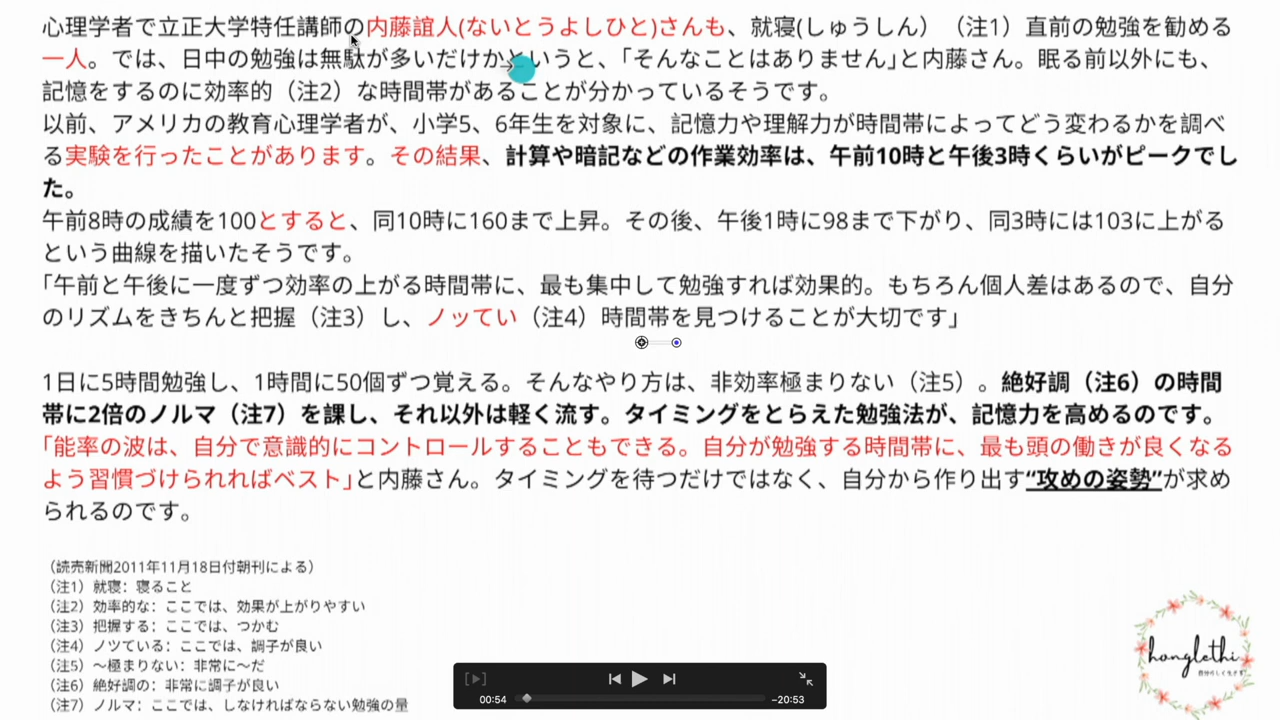 心理学者で立正大学特任講師の内藤誼人(ないとうよしひと)さんも、就寝(しゅうしん）（注1）直前の勉強を勧める
一人。では、日中の勉強は無駄が多いだけかというと、「そんなことはありません」と内藤さん。眠る前以外にも、
記憶をするのに効率的（注2）な時間帯があることが分かっているそうです。
以前、アメリカの教育心理学者が、小学5、6年生を対象に、記憶力や理解力が時間帯によってどう変わるかを調べ
る実験を行ったことがあります。その結果、計算や暗記などの作業効率は、午前10時と午後3時くらいがピークでし
た。
午前8時の成績を100とすると、同10時に160まで上昇。その後、午後1時に98まで下がり、同3時には103に上がる
という曲線を描いたそうです。
「午前と午後に一度ずつ効率の上がる時間帯に、最も集中して勉強すれば効果的。もちろん個人差はあるので、自分
のリズムをきちんと把握（注3）し、ノッてい（注4）時間帯を見つけることが大切です」
1日に5時間勉強し、1時間に50個ずつ覚える。そんなやり方は、非効率極まりない（注5）。絶好調（注6）の時間
帯に2倍のノルマ（注7）を課し、それ以外は軽く流す。タイミングをとらえた勉強法が、記憶力を高めるのです。
「能率の波は、自分で意識的にコントロールすることもできる。自分が勉強する時間帯に、最も頭の働きが良くなる
よう習慣づけられればベスト」と内藤さん。タイミングを待つだけではなく、自分から作り出す“攻めの姿勢”が求め
られるのです。
（読売新聞2011年11月18日付朝刊による）
（注1）就寝：寝ること
（注2）効率的な：ここでは、効果が上がりやすい
（注3）把握する：ここでは、つかむ
（注4）ノツている：ここでは、調子が良い
（注5）〜極まりない：非常に〜だ
（注6）絶好調の：非常に調子が良い
（注7）ノルマ：ここでは、しなければならない勉強の量
honglethi
00:54
-20:53